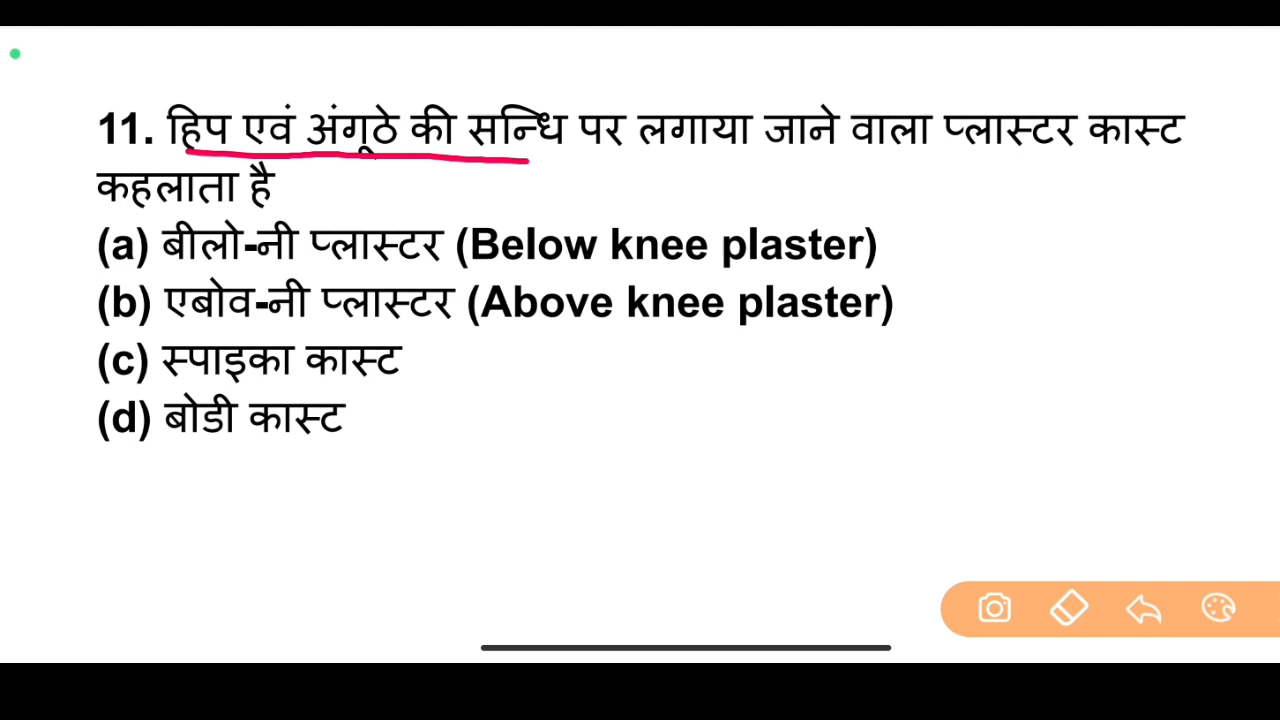 11. हिप एवं अंगूठे की सन्धि पर लगाया जाने वाला प्लास्टर कास्ट
कहलाता है
(a) बीलो-नी प्लास्टर (Below knee plaster)
(b) एबोव-नी प्लास्टर (Above knee plaster)
(c) स्पाइका कास्ट
(d) बोडी कास्ट